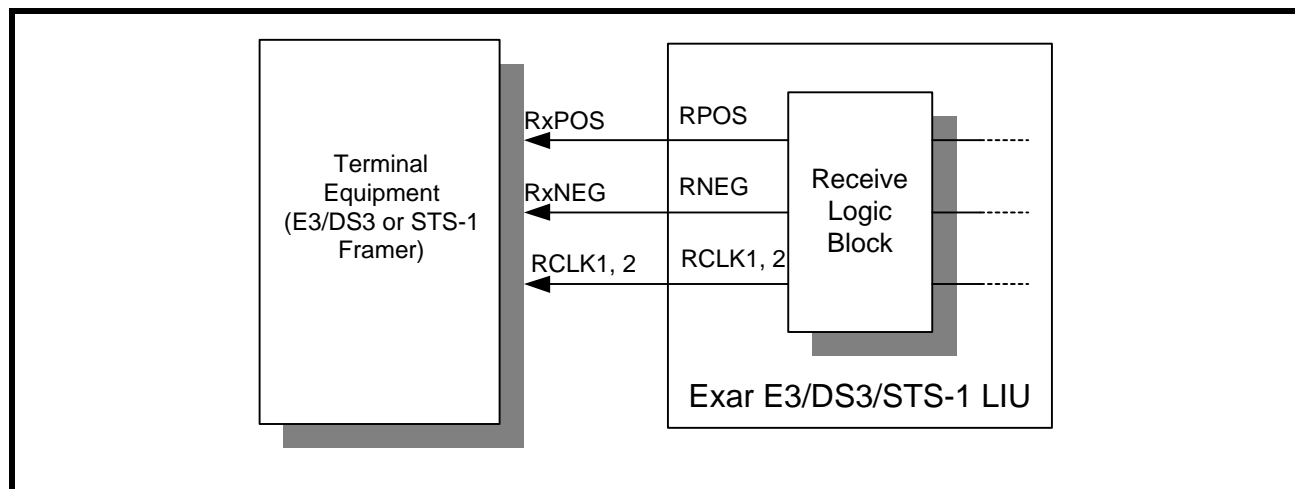 RxPOS
RPOS
Terminal
Equipment
(E3/DS3 or STS-1
Framer)
RxNEG
RNEG
Receive
Logic
Block
RCLK1, 2
RCLK1, 2
Exar E3/DS3/STS-1 LIU